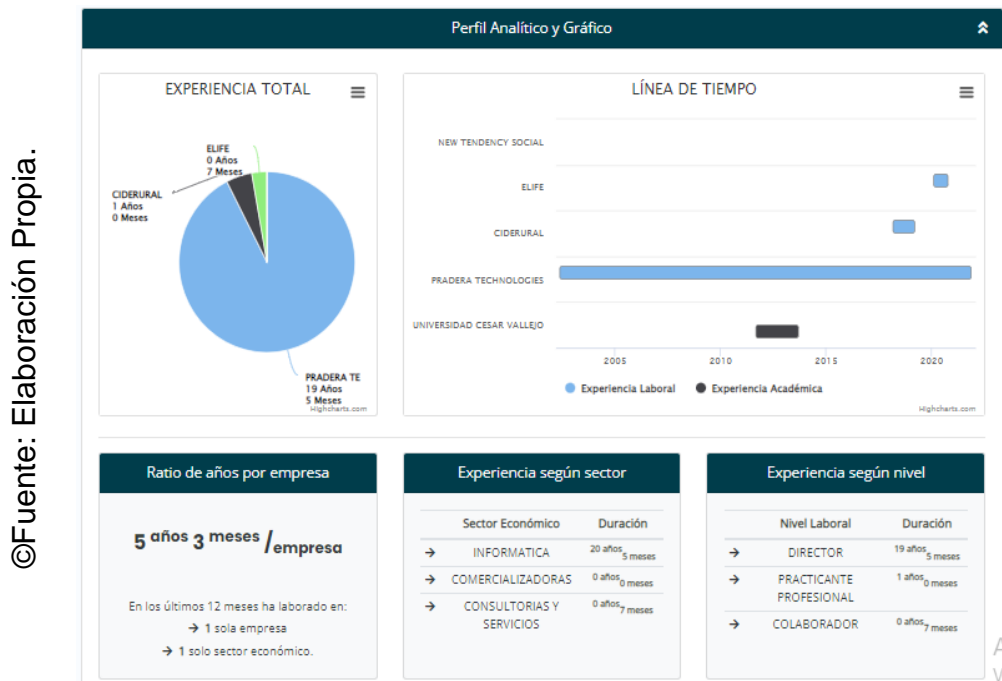 ©Fuente: Elaboración Propia.
Perfil Analítico y Gráfico
EXPERIENCIA TOTAL
ELIFE
0 Años
7 Meses
CIDERURAL
1 Años
0 Meses
PRADERA TE
19 Años
5 Meses
Highcharts.com
LÍNEA DE TIEMPO
NEW TENDENCY SOCIAL
ELIFE
CIDERURAL
PRADERA TECHNOLOGIES
UNIVERSIDAD CESAR VALLEJO
2005 2010 2015 2020
Experiencia Laboral Experiencia Académica
Highcharts.com
Ratio de años por empresa
5 años 3 meses /empresa
En los últimos 12 meses ha laborado en:
→ 1 sola empresa
→ 1 solo sector económico.
Experiencia según sector
Sector Económico Duración
→ INFORMATICA 20 años 5 meses
→ COMERCIALIZADORAS 0 años 0 meses
→ CONSULTORIAS Y
SERVICIOS 0 años 7 meses
Experiencia según nivel
Nivel Laboral Duración
→ DIRECTOR 19 años 5 meses
→ PRACTICANTE
PROFESIONAL 1 años 0 meses
→ COLABORADOR 0 años 7 meses